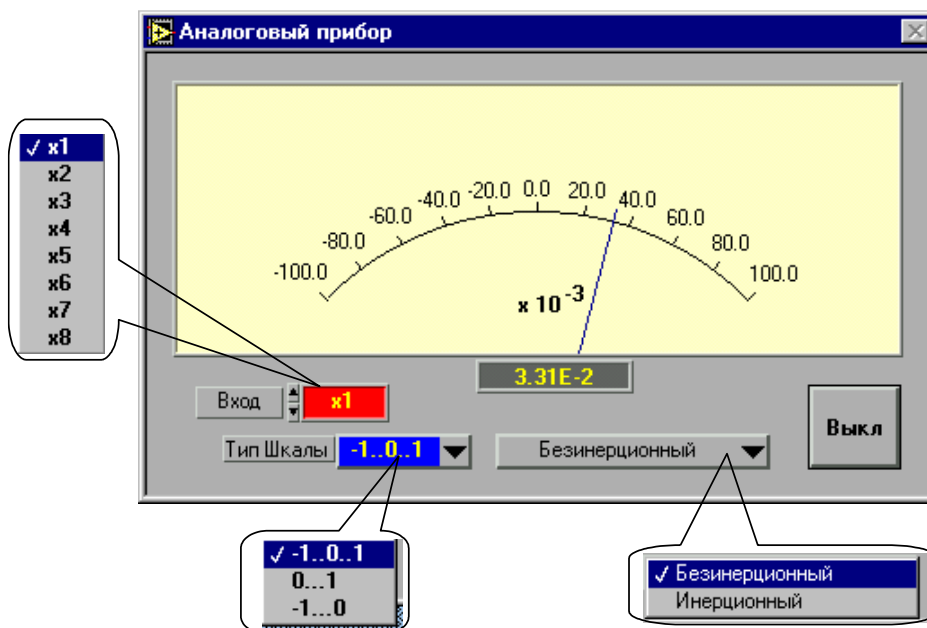 Аналоговый прибор
✓ x1
x2
x3
x4
x5
x6
x7
x8
-100.0 -80.0 -60.0 -40.0 -20.0 0.0 20.0 40.0 60.0 80.0 100.0
x 10 -3
3.31E-2
Вход x1
Тип Шкалы -1..0..1
Безинерционный
Выкл
✓ -1..0..1
0...1
-1...0
✓ Безинерционный
Инерционный